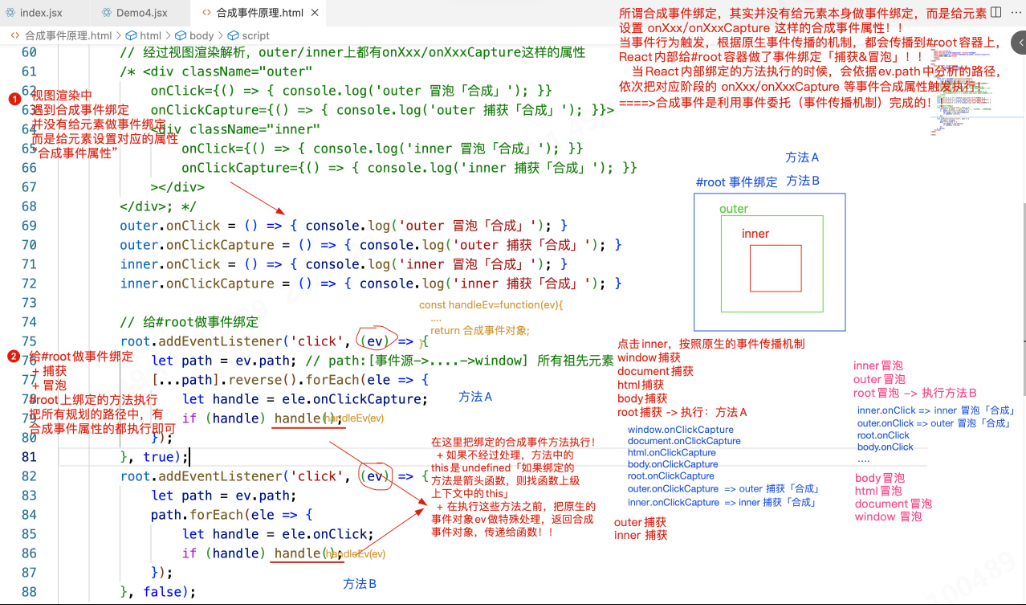 index.jsx
Demo4.jsx
合成事件原理.html
合成事件原理.html > html > body > script
所谓合成事件绑定，其实并没有给元素本身做事件绑定，而是给元素
设置 onXxx/onXxxCapture 这样的合成事件属性！！
当事件行为触发，根据原生事件传播的机制，都会传播到#root容器上，
React内部给#root容器做了事件绑定「捕获&冒泡」！！
当React内部绑定的方法执行的时候，会依据ev.path中分析的路径，
依次把对应阶段的 onXxx/onXxxCapture 等事件合成属性触发执行！
====>合成事件是利用事件委托（事件传播机制）完成的！！
60 // 经过视图渲染解析，outer/inner上都有onXxx/onXxxCapture这样的属性
61 /* <div className="outer"
62 onClick={() => { console.log('outer 冒泡「合成」'); }}
63 onClickCapture={() => { console.log('outer 捕获「合成」'); }}>
64 <div className="inner"
65 onClick={() => { console.log('inner 冒泡「合成」'); }}
66 onClickCapture={() => { console.log('inner 捕获「合成」'); }}
67 ></div>
68 </div>; */
69 outer.onClick = () => { console.log('outer 冒泡「合成」'); }
70 outer.onClickCapture = () => { console.log('outer 捕获「合成」'); }
71 inner.onClick = () => { console.log('inner 冒泡「合成」'); }
72 inner.onClickCapture = () => { console.log('inner 捕获「合成」'); }
73
74 // 给#root做事件绑定
75 root.addEventListener('click', (ev) => {
76 let path = ev.path; // path:[事件源->....->window] 所有祖先元素
77 [...path].reverse().forEach(ele => {
78 let handle = ele.onClickCapture;
79 if (handle) handle();
80 });
81 }, true);
82 root.addEventListener('click', (ev) => {
83 let path = ev.path;
84 path.forEach(ele => {
85 let handle = ele.onClick;
86 if (handle) handle();
87 });
88 }, false);
1
视图渲染中
遇到合成事件绑定
并没有给元素做事件绑定
而是给元素设置对应的属性
“合成事件属性”
2
给#root做事件绑定
+ 捕获
+ 冒泡
#root上绑定的方法执行
把所有规划的路径中，有
合成事件属性的都执行即可
const handleEv=function(ev){
....
return 合成事件对象;
}
handleEv(ev)
方法A
handleEv(ev)
方法B
在这里把绑定的合成事件方法执行！
+ 如果不经过处理，方法中的
this是undefined「如果绑定的
方法是箭头函数，则找函数上级
上下文中的this」
+ 在执行这些方法之前，把原生的
事件对象ev做特殊处理，返回合成
事件对象，传递给函数！！
方法A
#root 事件绑定 方法B
outer
inner
点击inner，按照原生的事件传播机制
window捕获
document捕获
html捕获
body捕获
root捕获 -> 执行：方法A
window.onClickCapture
document.onClickCapture
html.onClickCapture
body.onClickCapture
root.onClickCapture
outer.onClickCapture => outer 捕获「合成」
inner.onClickCapture => inner 捕获「合成」
outer 捕获
inner 捕获
inner冒泡
outer冒泡
root冒泡 -> 执行方法B
inner.onClick => inner 冒泡「合成」
outer.onClick => outer 冒泡「合成」
root.onClick
body.onClick
....
body冒泡
html冒泡
document冒泡
window 冒泡